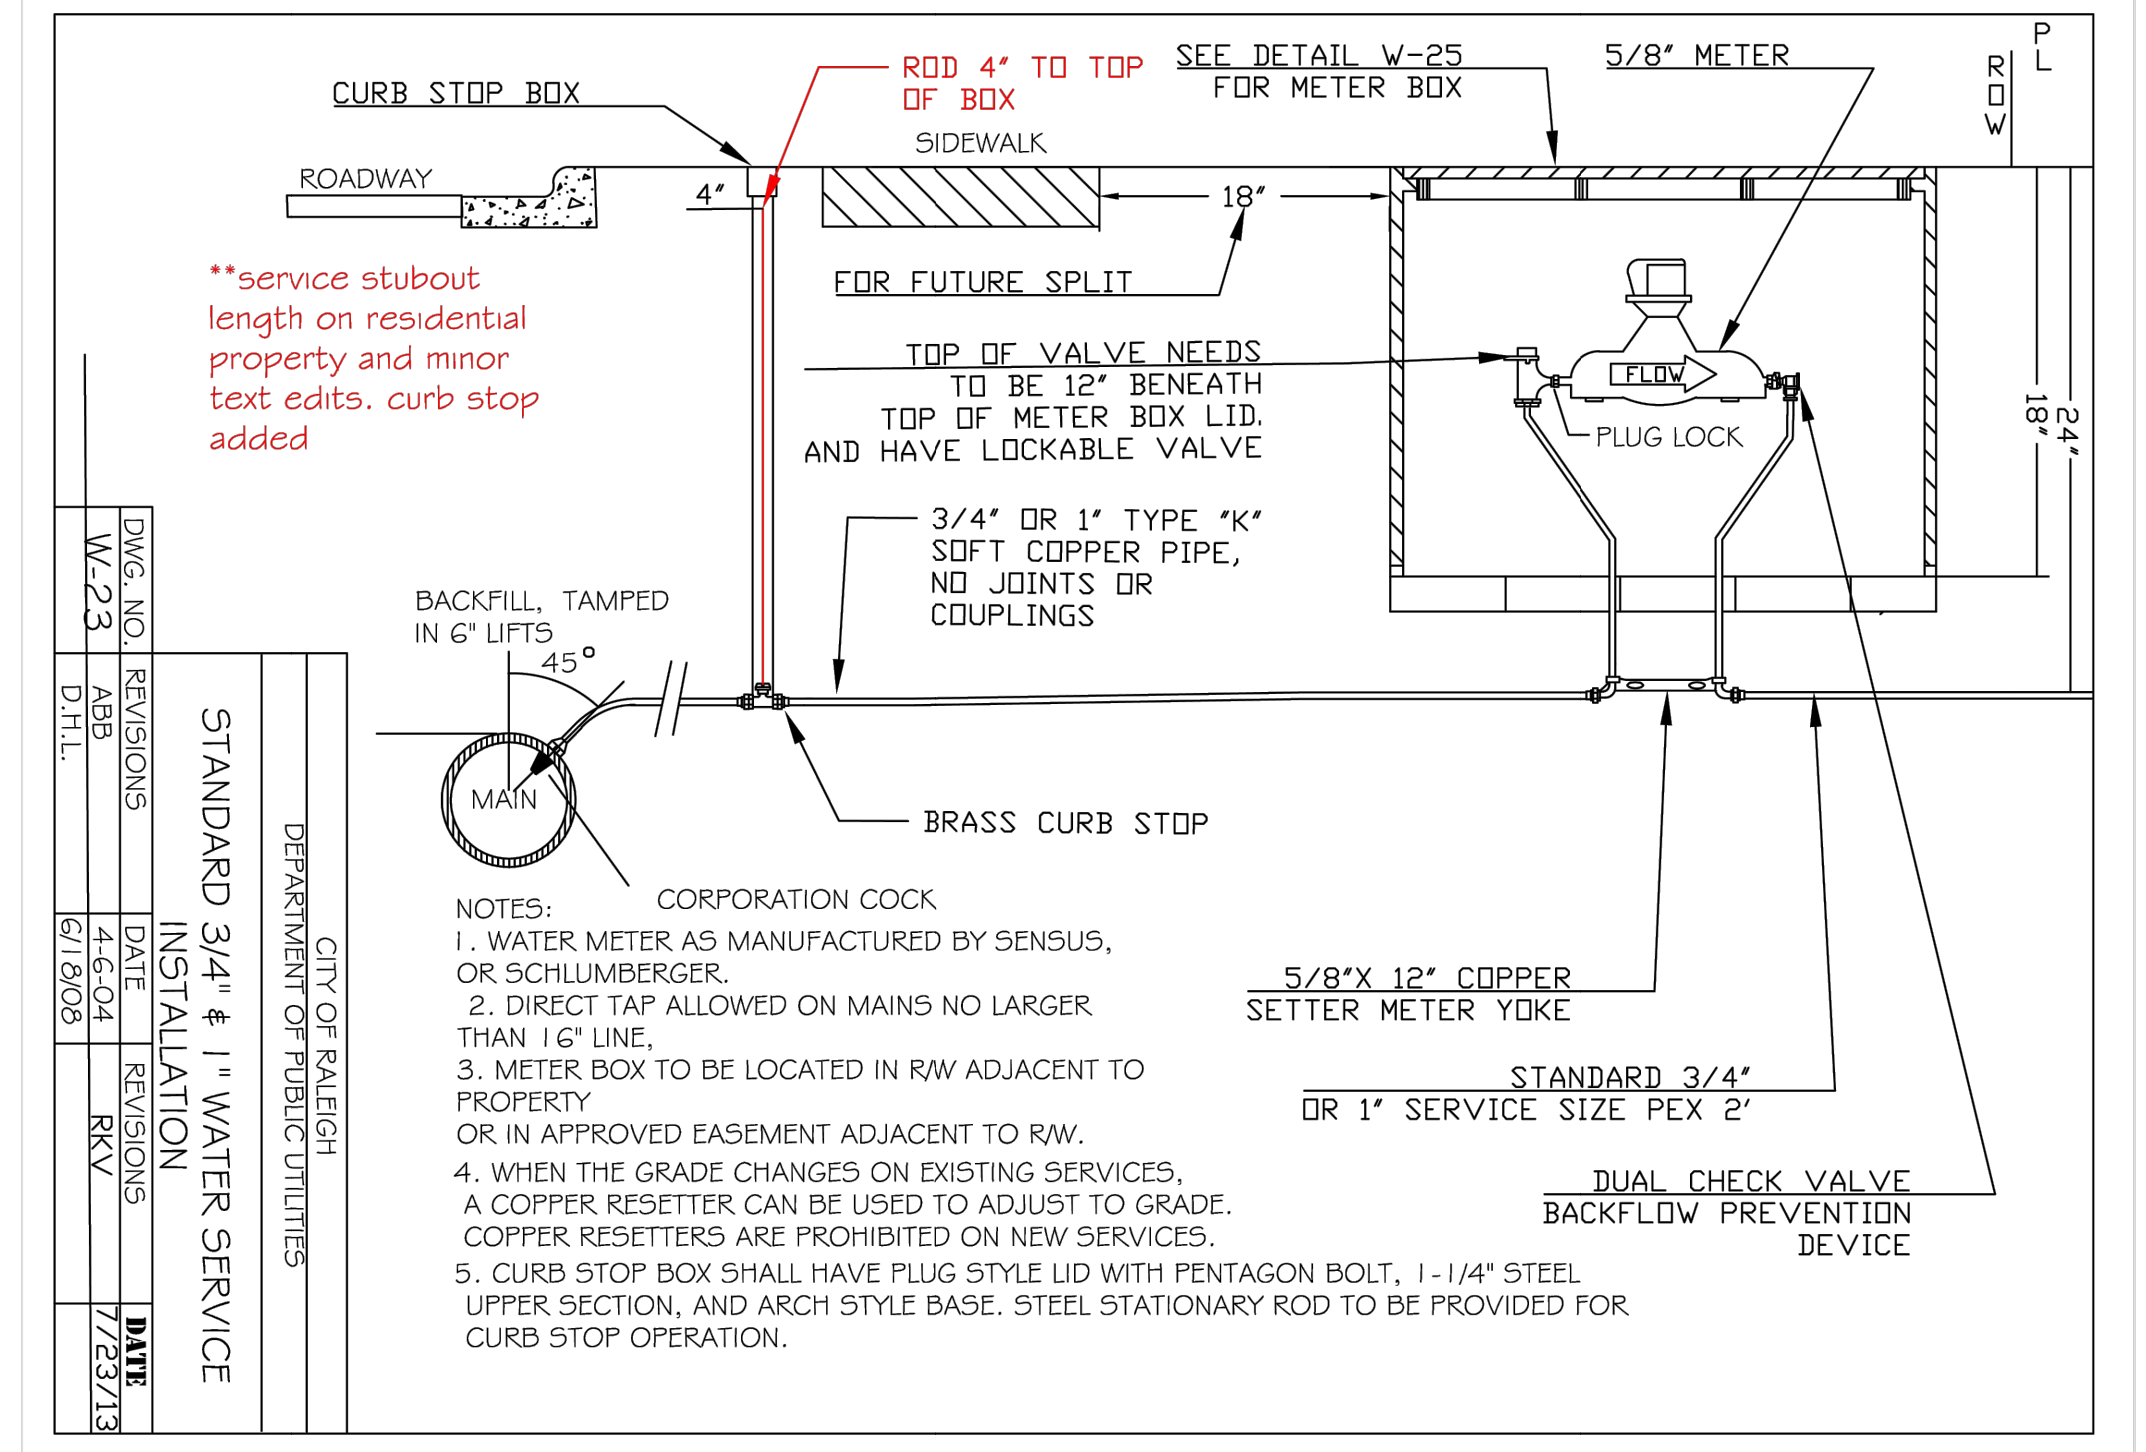 P
L
ROW
SEE DETAIL W-25
FOR METER BOX
5/8" METER
ROD 4" TO TOP
OF BOX
CURB STOP BOX
SIDEWALK
ROADWAY
4"
18"
FOR FUTURE SPLIT
**service stubout
length on residential
property and minor
text edits. curb stop
added
TOP OF VALVE NEEDS
TO BE 12" BENEATH
TOP OF METER BOX LID.
AND HAVE LOCKABLE VALVE
FLOW
PLUG LOCK
18"
24"
3/4" OR 1" TYPE "K"
SOFT COPPER PIPE,
NO JOINTS OR
COUPLINGS
BACKFILL, TAMPED
IN 6" LIFTS
45°
MAIN
BRASS CURB STOP
CORPORATION COCK
NOTES:
1. WATER METER AS MANUFACTURED BY SENSUS,
OR SCHLUMBERGER.
2. DIRECT TAP ALLOWED ON MAINS NO LARGER
THAN 16" LINE,
3. METER BOX TO BE LOCATED IN R/W ADJACENT TO
PROPERTY
OR IN APPROVED EASEMENT ADJACENT TO R/W.
4. WHEN THE GRADE CHANGES ON EXISTING SERVICES,
A COPPER RESETTER CAN BE USED TO ADJUST TO GRADE.
COPPER RESETTERS ARE PROHIBITED ON NEW SERVICES.
5. CURB STOP BOX SHALL HAVE PLUG STYLE LID WITH PENTAGON BOLT, 1-1/4" STEEL
UPPER SECTION, AND ARCH STYLE BASE. STEEL STATIONARY ROD TO BE PROVIDED FOR
CURB STOP OPERATION.
5/8"X 12" COPPER
SETTER METER YOKE
STANDARD 3/4"
OR 1" SERVICE SIZE PEX 2'
DUAL CHECK VALVE
BACKFLOW PREVENTION
DEVICE
CITY OF RALEIGH
DEPARTMENT OF PUBLIC UTILITIES
STANDARD 3/4" & 1" WATER SERVICE
INSTALLATION
DWG. NO. REVISIONS DATE REVISIONS DATE
W-23 ABB 4-6-04 RKV 7/23/13
D.H.L. 6/18/08